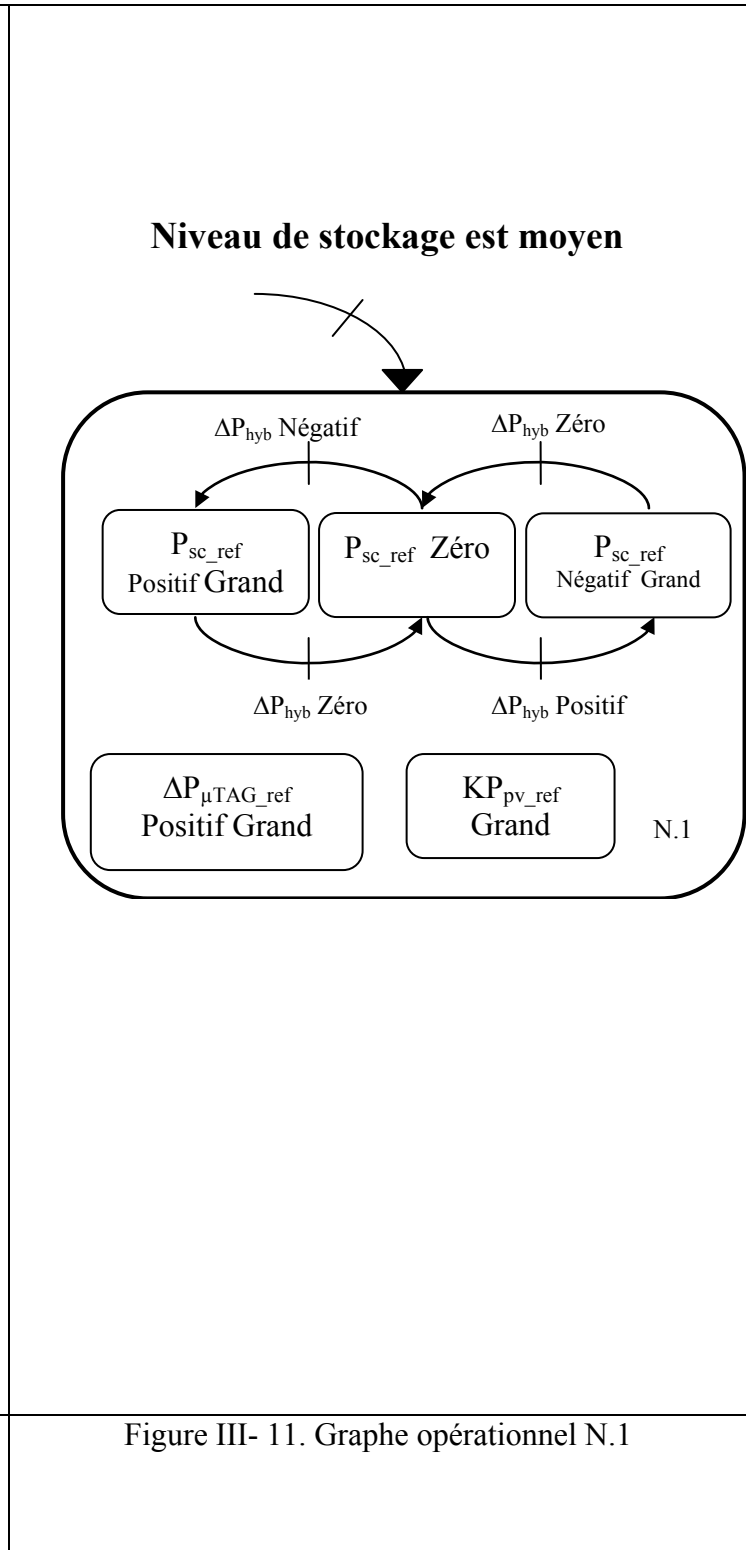 Niveau de stockage est moyen
ΔPhyb Négatif
ΔPhyb Zéro
Psc_ref
Positif Grand
Psc_ref Zéro
Psc_ref
Négatif Grand
ΔPhyb Zéro
ΔPhyb Positif
ΔPµTAG_ref
Positif Grand
KPpv_ref
Grand
N.1
Figure III- 11. Graphe opérationnel N.1